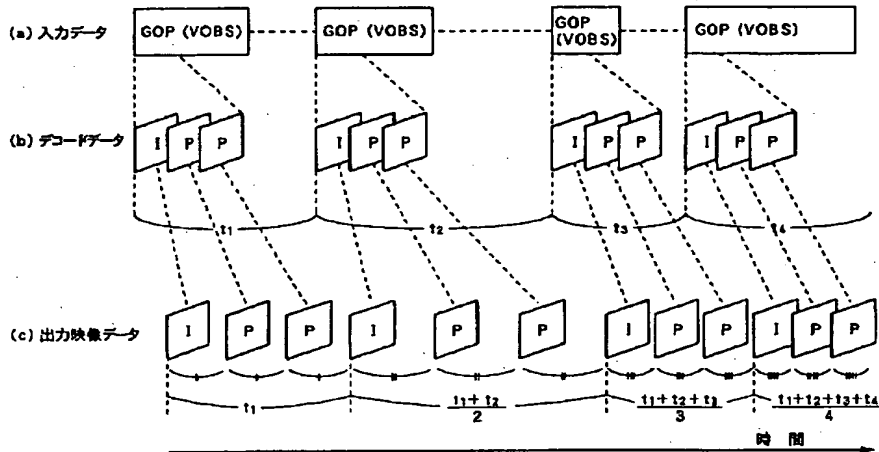 (a) 入力データ
GOP (VOBS)
GOP (VOBS)
GOP
(VOBS)
GOP (VOBS)
(b) デコードデータ
I P P
I P P
I P P
I P P
t1
t2
t3
t4
(c) 出力映像データ
I P P
I P P
I P P
I P P
t1
t1 + t2
2
t1 + t2 + t3
3
t1+t2+t3+t4
4
時 間